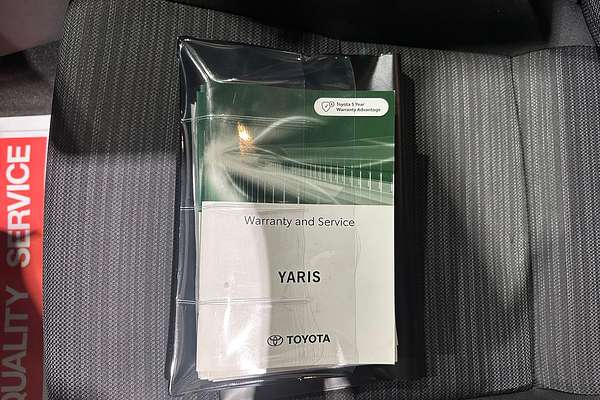 Toyota 5 Year
Warranty Advantage
Warranty and Service
YARIS
TOYOTA
QUALITY SERVICE